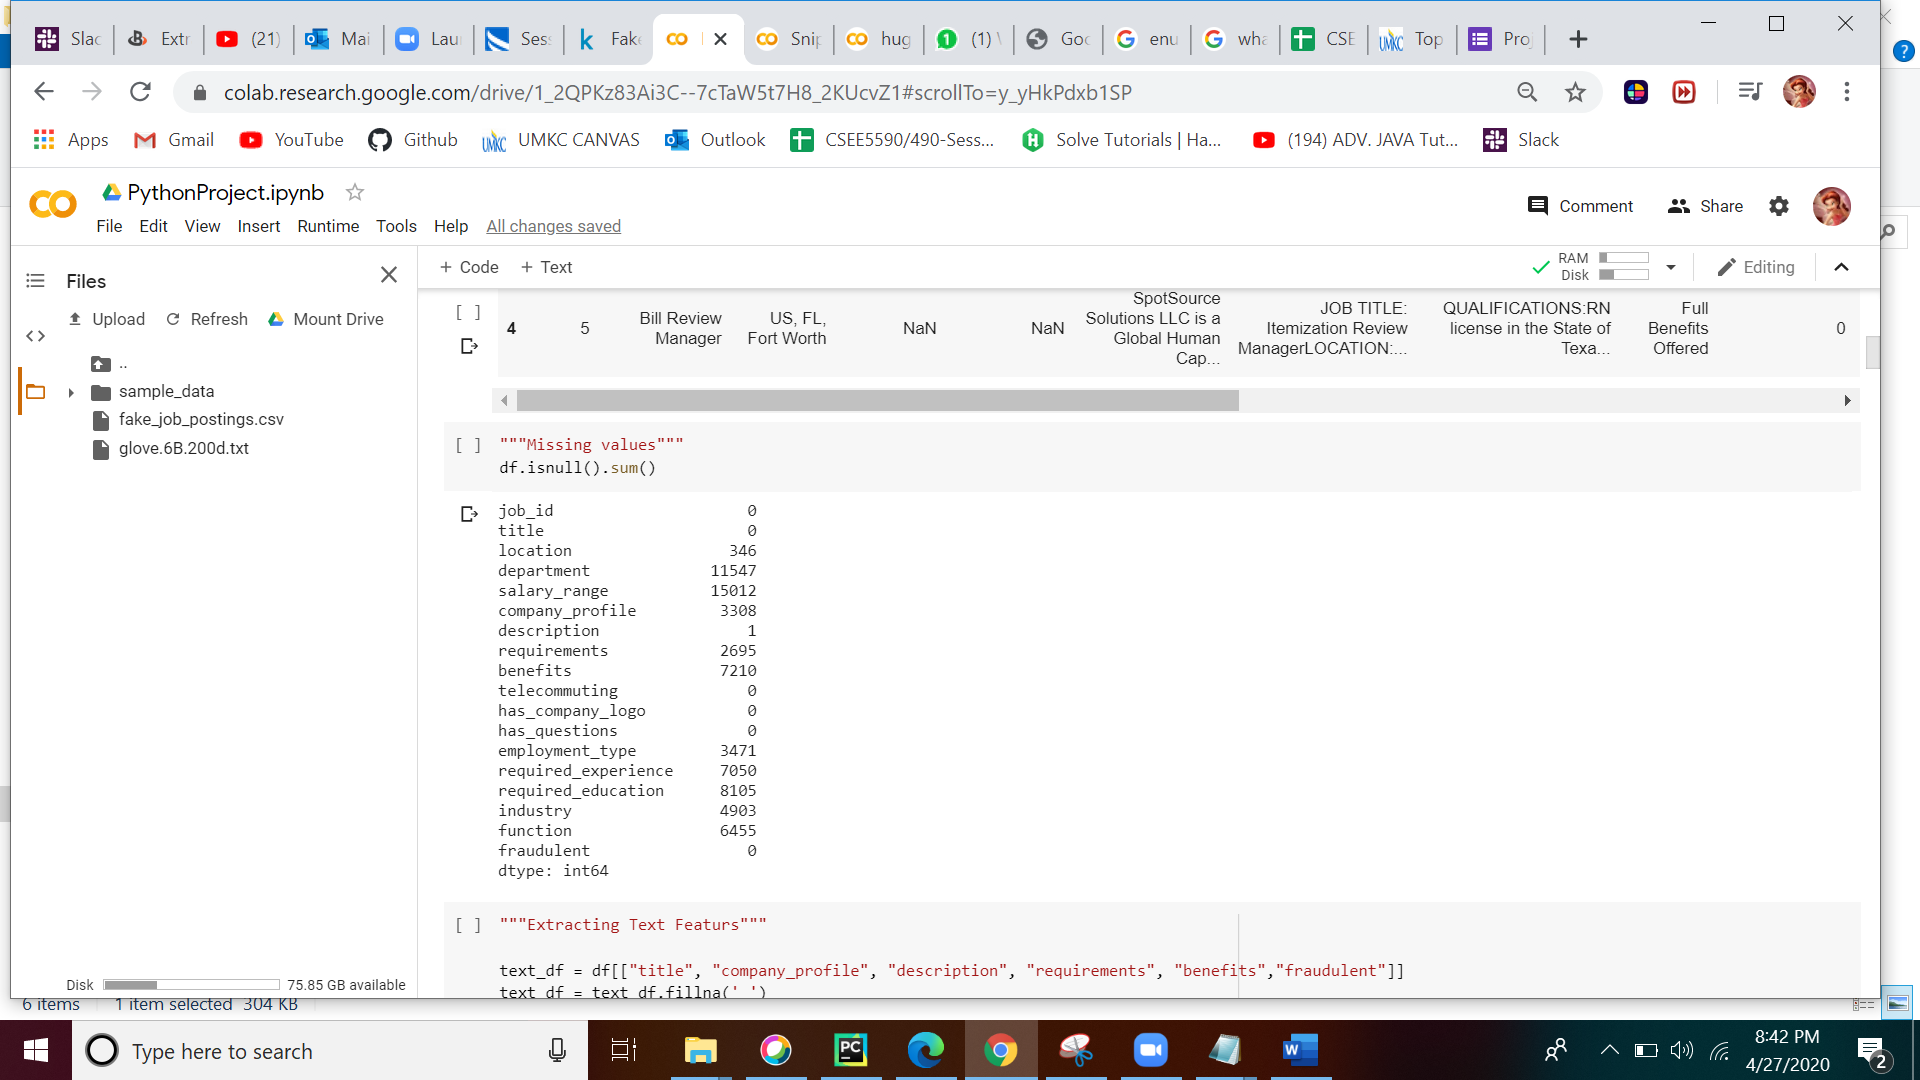 Slac Extr (21) Mai Lau Sess Fake Snip hug (1) Goo enu wha CSE Top Proj
colab.research.google.com/drive/1_2QPKz83Ai3C--7cTaW5t7H8_2KUcvZ1#scrollTo=y_yHkPdxb1SP
Apps Gmail YouTube Github UMKC CANVAS Outlook CSEE5590/490-Sess... Solve Tutorials | Ha... (194) ADV. JAVA Tut... Slack
PythonProject.ipynb
Comment Share
File Edit View Insert Runtime Tools Help All changes saved
Files
+ Code + Text
RAM
Disk
Editing
Upload Refresh Mount Drive
..
sample_data
fake_job_postings.csv
glove.6B.200d.txt
Disk 75.85 GB available
[ ] 4 5 Bill Review Manager US, FL, Fort Worth NaN NaN SpotSource Solutions LLC is a Global Human Cap... JOB TITLE: Itemization Review ManagerLOCATION:... QUALIFICATIONS:RN license in the State of Texa... Full Benefits Offered 0
[ ] """Missing values"""
df.isnull().sum()
job_id 0
title 0
location 346
department 11547
salary_range 15012
company_profile 3308
description 1
requirements 2695
benefits 7210
telecommuting 0
has_company_logo 0
has_questions 0
employment_type 3471
required_experience 7050
required_education 8105
industry 4903
function 6455
fraudulent 0
dtype: int64
[ ] """Extracting Text Featurs"""
text_df = df[["title", "company_profile", "description", "requirements", "benefits","fraudulent"]]
text_df = text_df.fillna(' ')
6 items 1 item selected 304 KB
Type here to search
8:42 PM
4/27/2020
2